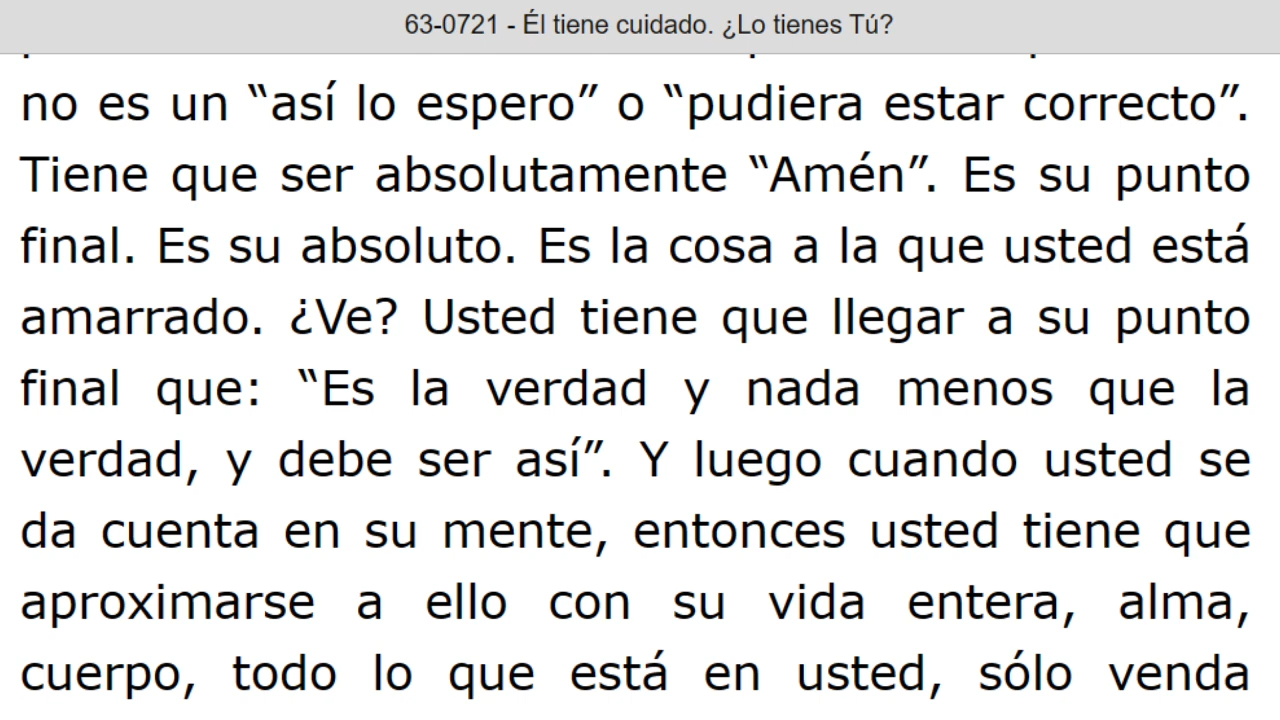 63-0721 - Él tiene cuidado. ¿Lo tienes Tú?
no es un “así lo espero” o “pudiera estar correcto”.
Tiene que ser absolutamente “Amén”. Es su punto
final. Es su absoluto. Es la cosa a la que usted está
amarrado. ¿Ve? Usted tiene que llegar a su punto
final que: “Es la verdad y nada menos que la
verdad, y debe ser así”. Y luego cuando usted se
da cuenta en su mente, entonces usted tiene que
aproximarse a ello con su vida entera, alma,
cuerpo, todo lo que está en usted, sólo venda